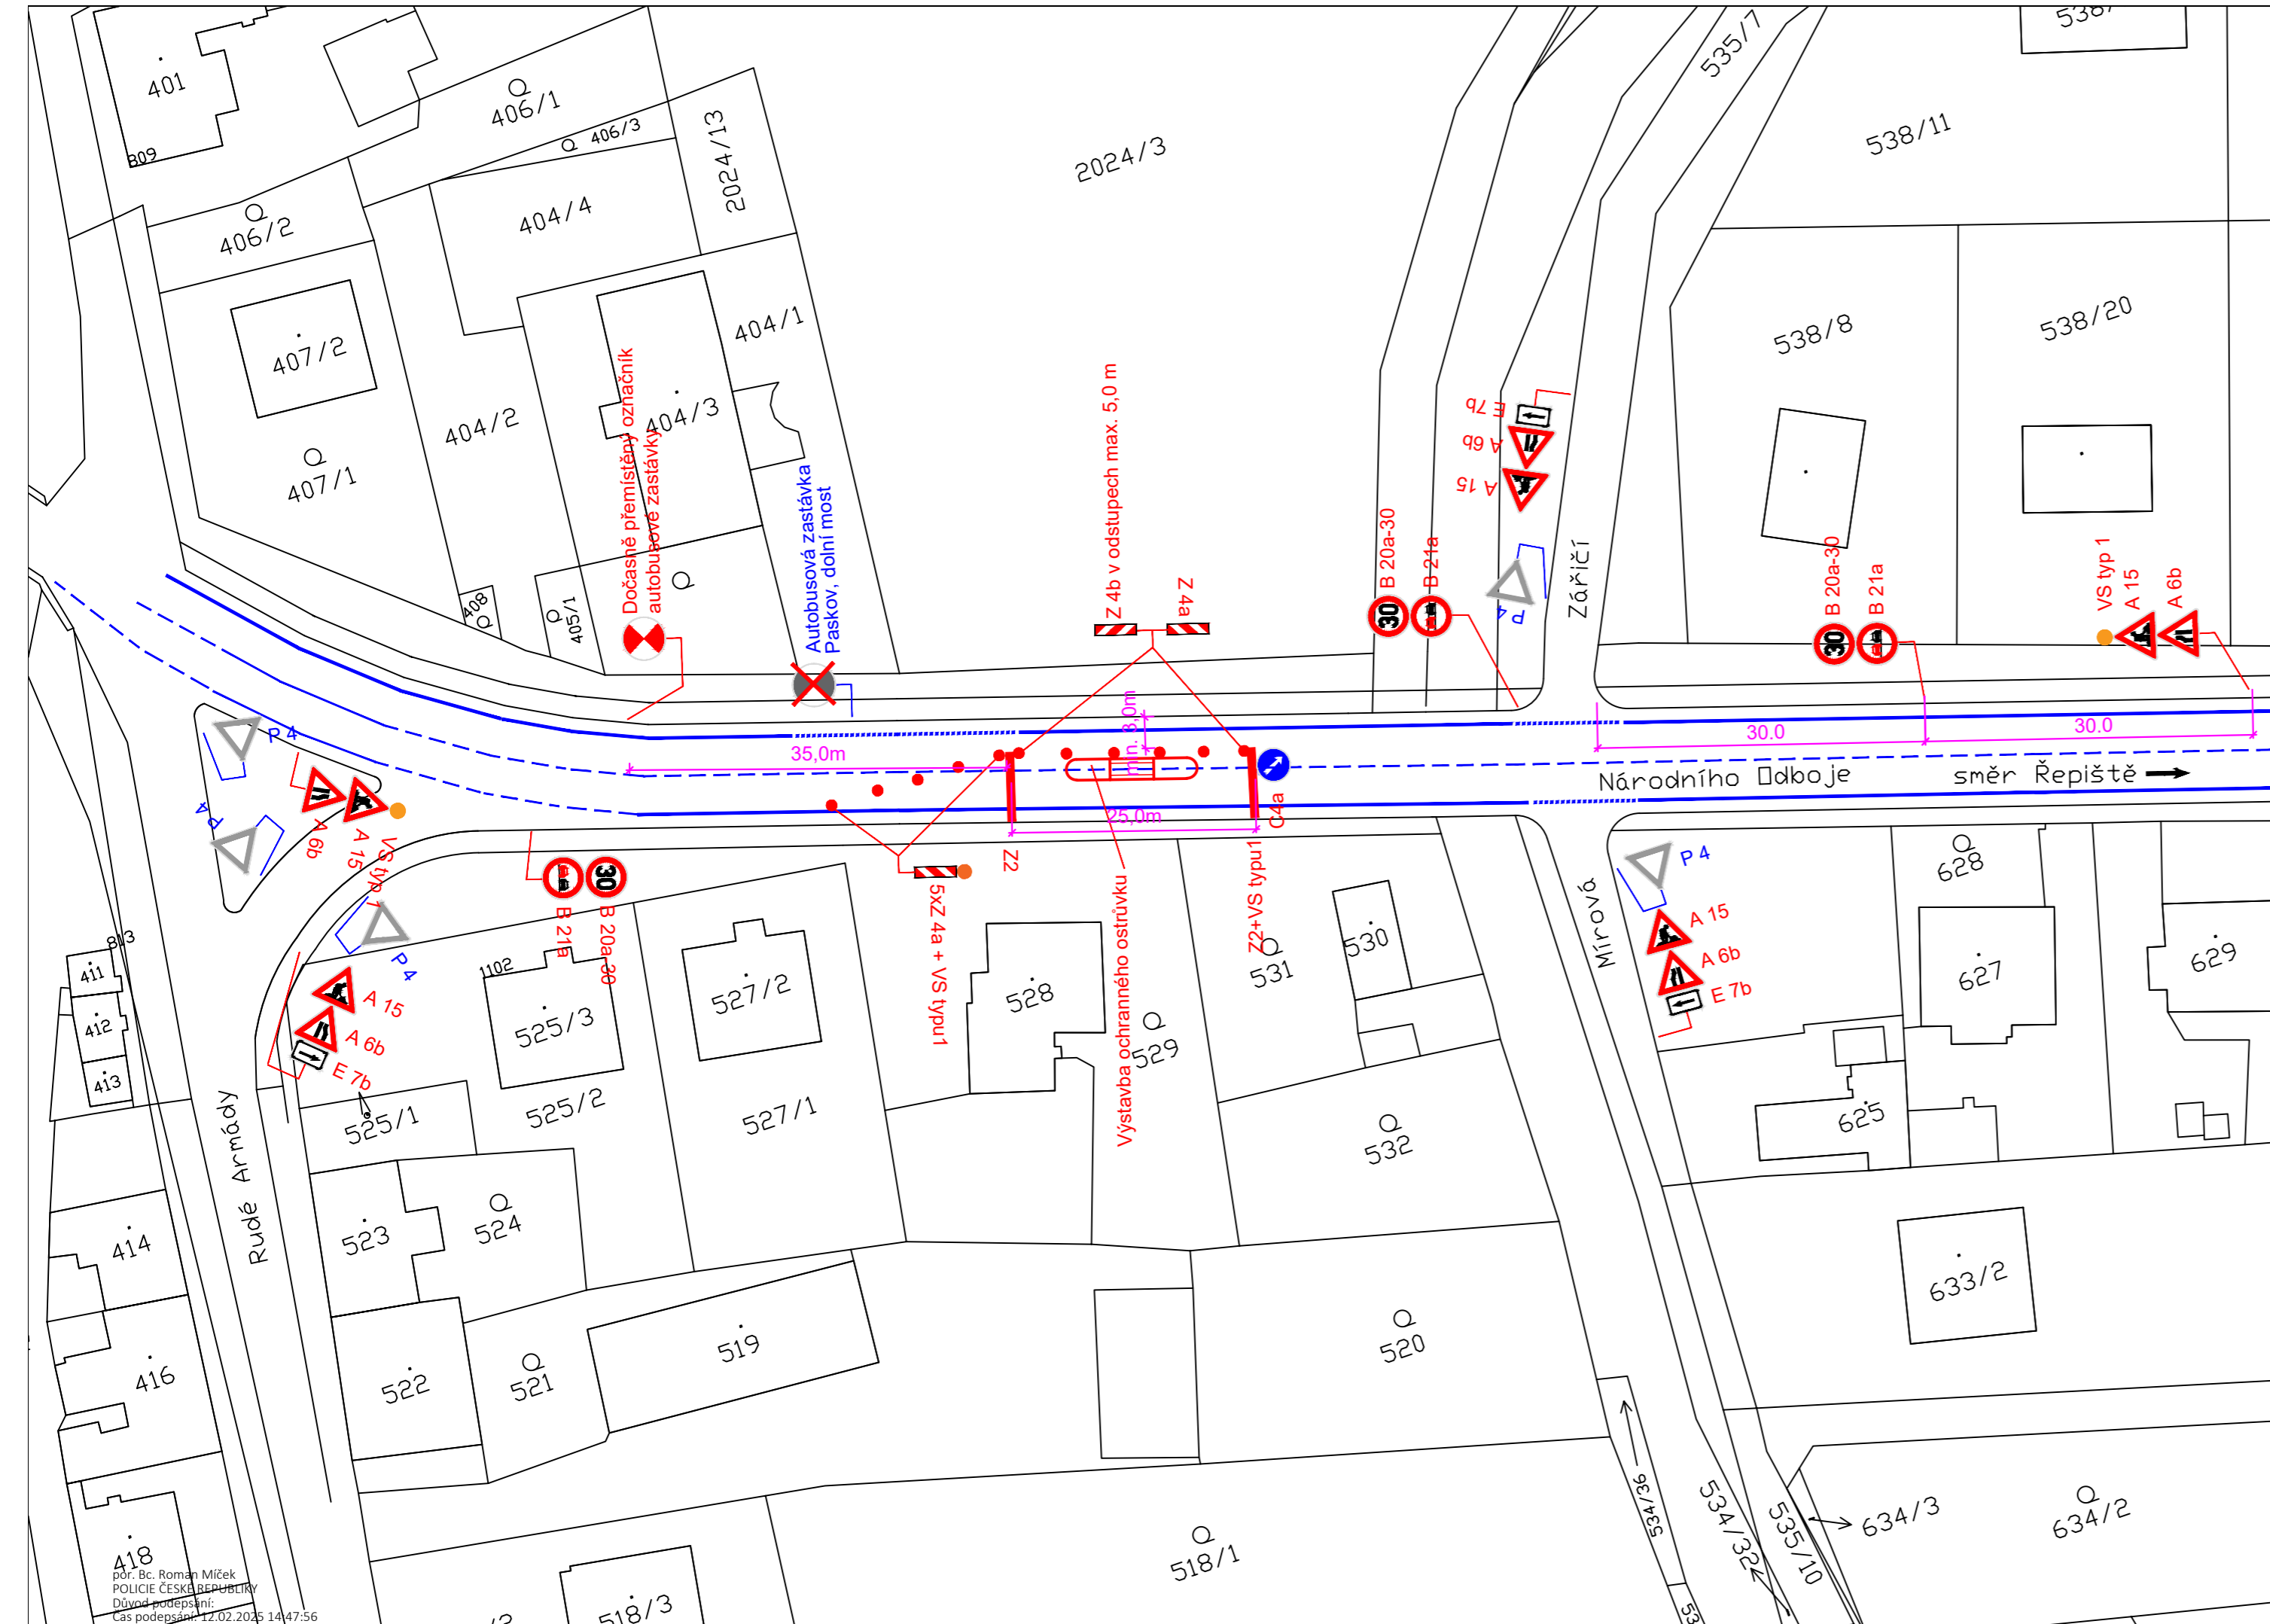 401
809
406/1
406/3
2024/13
2024/3
535/7
538/11
406/2
404/4
404/1
407/2
407/1
404/2
404/3
408
405/1
538/8
538/20
Dočasně přemístěný označník
autobusové zastávky
Autobusová zastávka
Paskov, dolní most
Z 4b v odstupech max. 5,0 m
Z 4a
B 20a-30
B 21a
30
E 7b
A 6b
A 15
P 4
Zářičí
B 20a-30
B 21a
30
VS typ 1
A 15
A 6b
35,0m
min. 3,0m
25,0m
30.0
30.0
Národního Odboje
směr Řepiště
C4a
Z2
Z2+VS typu1
5xZ 4a + VS typu1
Výstavba ochranného ostrůvku
P 4
P 4
A 6b
A 15
VS typ 1
P 4
A 15
A 6b
E 7b
B 21a
B 20a-30
30
Mírová
P 4
A 15
A 6b
E 7b
Rudé Armády
813
411
412
413
414
416
418
1102
525/3
525/2
525/1
527/2
527/1
528
529
530
531
532
628
627
629
625
523
524
522
521
519
520
633/2
518/1
518/3
534/36
534/32
535/10
634/3
634/2
por. Bc. Roman Míček
POLICIE ČESKÉ REPUBLIKY
Důvod podepsání:
Čas podepsání: 12.02.2025 14:47:56